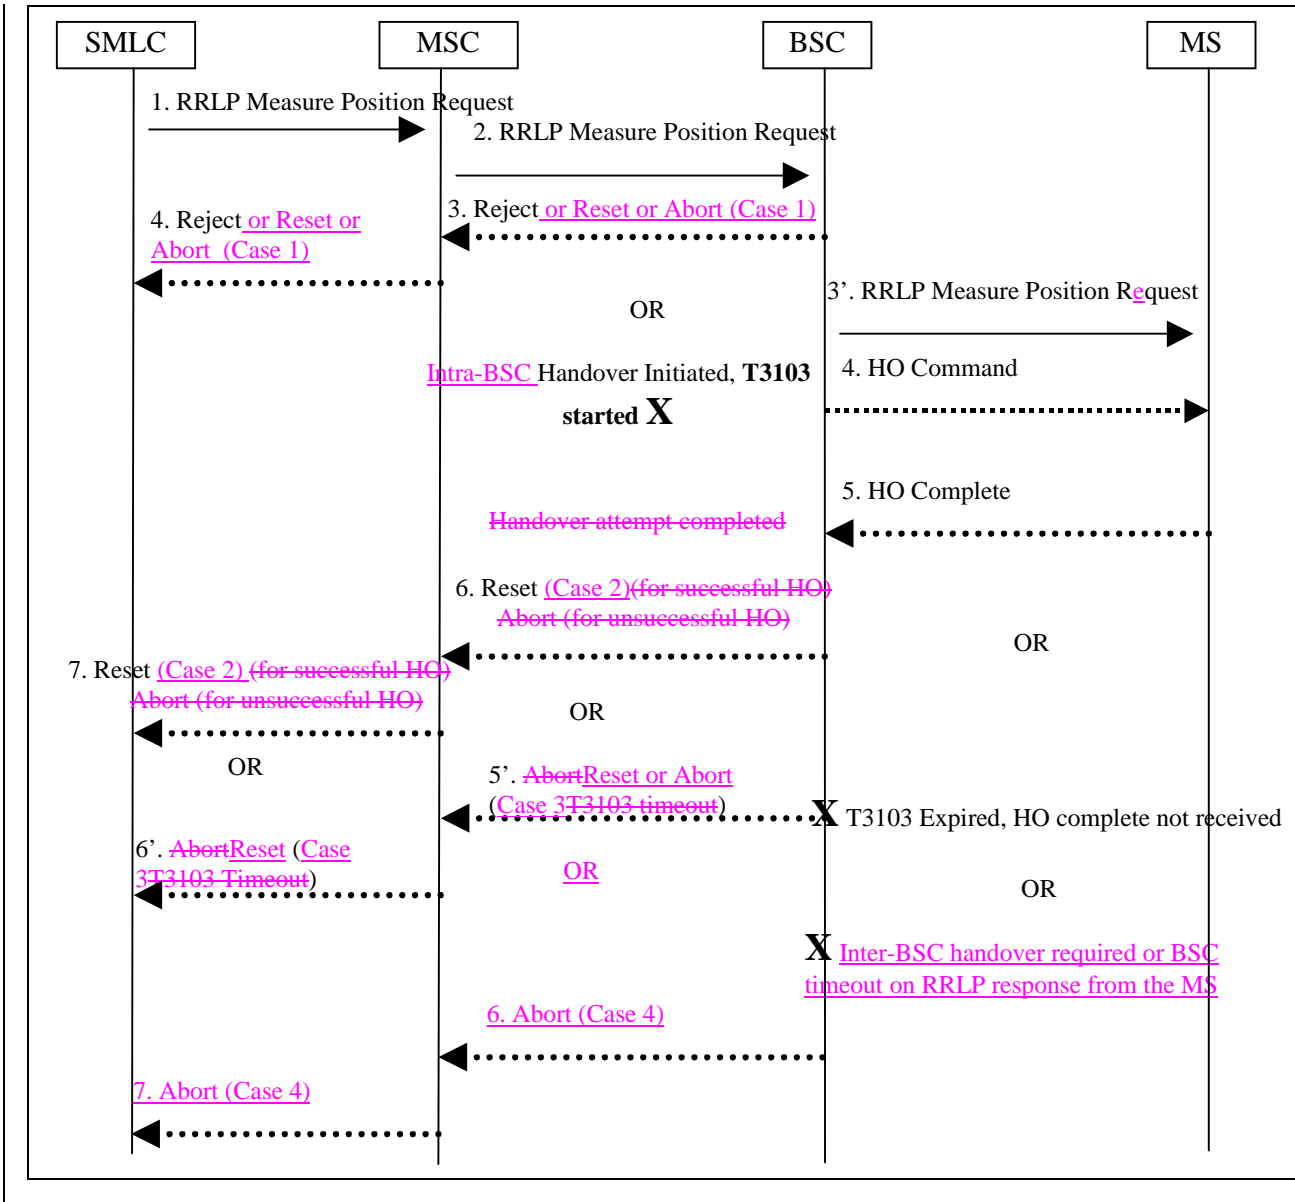 SMLC
MSC
BSC
MS
1. RRLP Measure Position Request
2. RRLP Measure Position Request
3. Reject or Reset or Abort (Case 1)
4. Reject or Reset or
Abort (Case 1)
OR
3’. RRLP Measure Position Request
Intra-BSC Handover Initiated, T3103
started X
4. HO Command
5. HO Complete
Handover attempt completed
6. Reset (Case 2)(for successful HO)
Abort (for unsuccessful HO)
OR
7. Reset (Case 2) (for successful HO)
Abort (for unsuccessful HO)
OR
OR
5’. AbortReset or Abort
(Case 3T3103 timeout)
X T3103 Expired, HO complete not received
6’. AbortReset (Case
3T3103 Timeout)
OR
OR
X Inter-BSC handover required or BSC
timeout on RRLP response from the MS
6. Abort (Case 4)
7. Abort (Case 4)